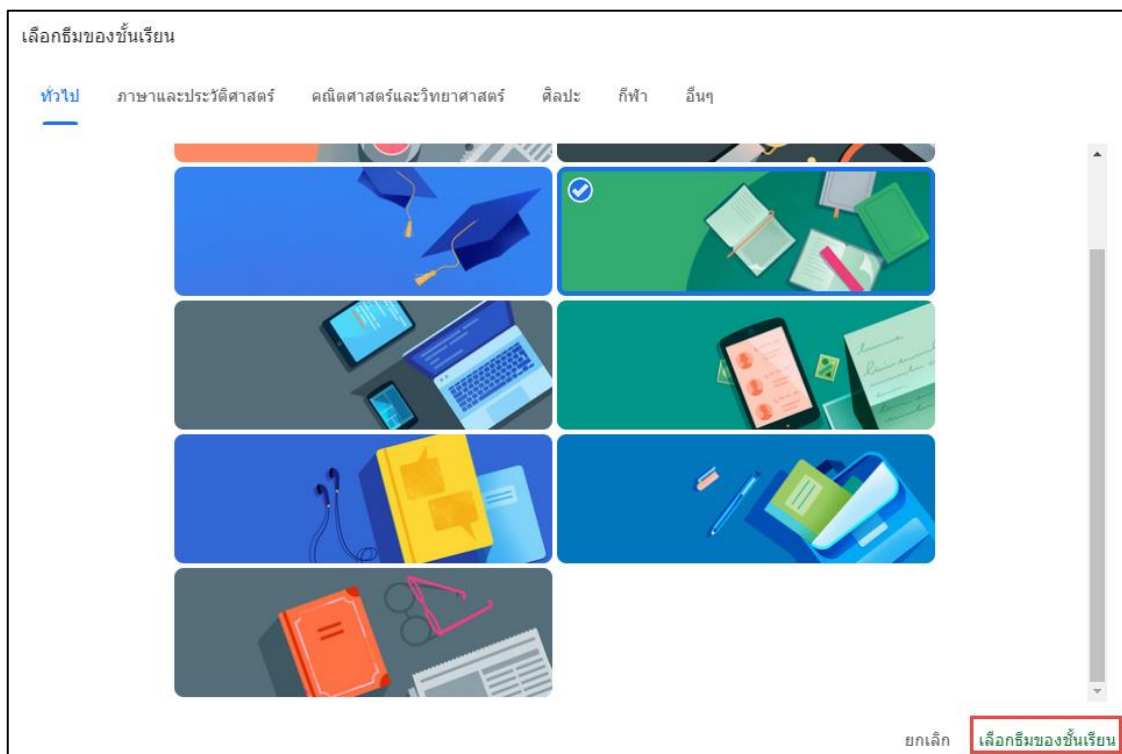 เลือกธีมของชั้นเรียน
ทั่วไป ภาษาและประวัติศาสตร์ คณิตศาสตร์และวิทยาศาสตร์ ศิลปะ กีฬา อื่นๆ
ยกเลิก เลือกธีมของชั้นเรียน